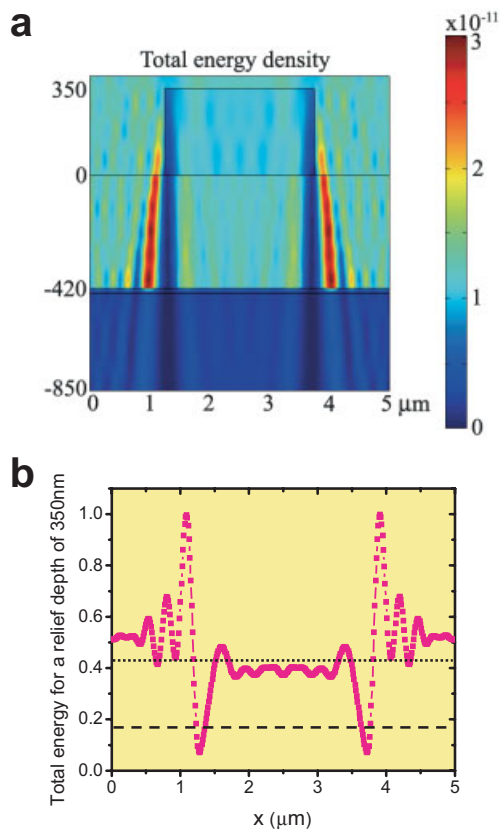 a
x10⁻¹¹
Total energy density
350
0
-420
-850
0 1 2 3 4 5 μm
3
2
1
0
b
Total energy for a relief depth of 350nm
1.0
0.8
0.6
0.4
0.2
0.0
0 1 2 3 4 5
x (μm)